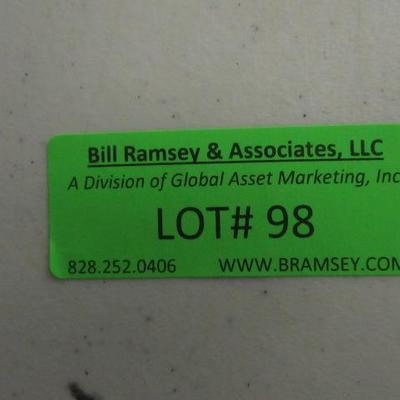 Bill Ramsey & Associates, LLC
A Division of Global Asset Marketing, Inc
LOT# 98
828.252.0406 WWW.BRAMSEY.COM